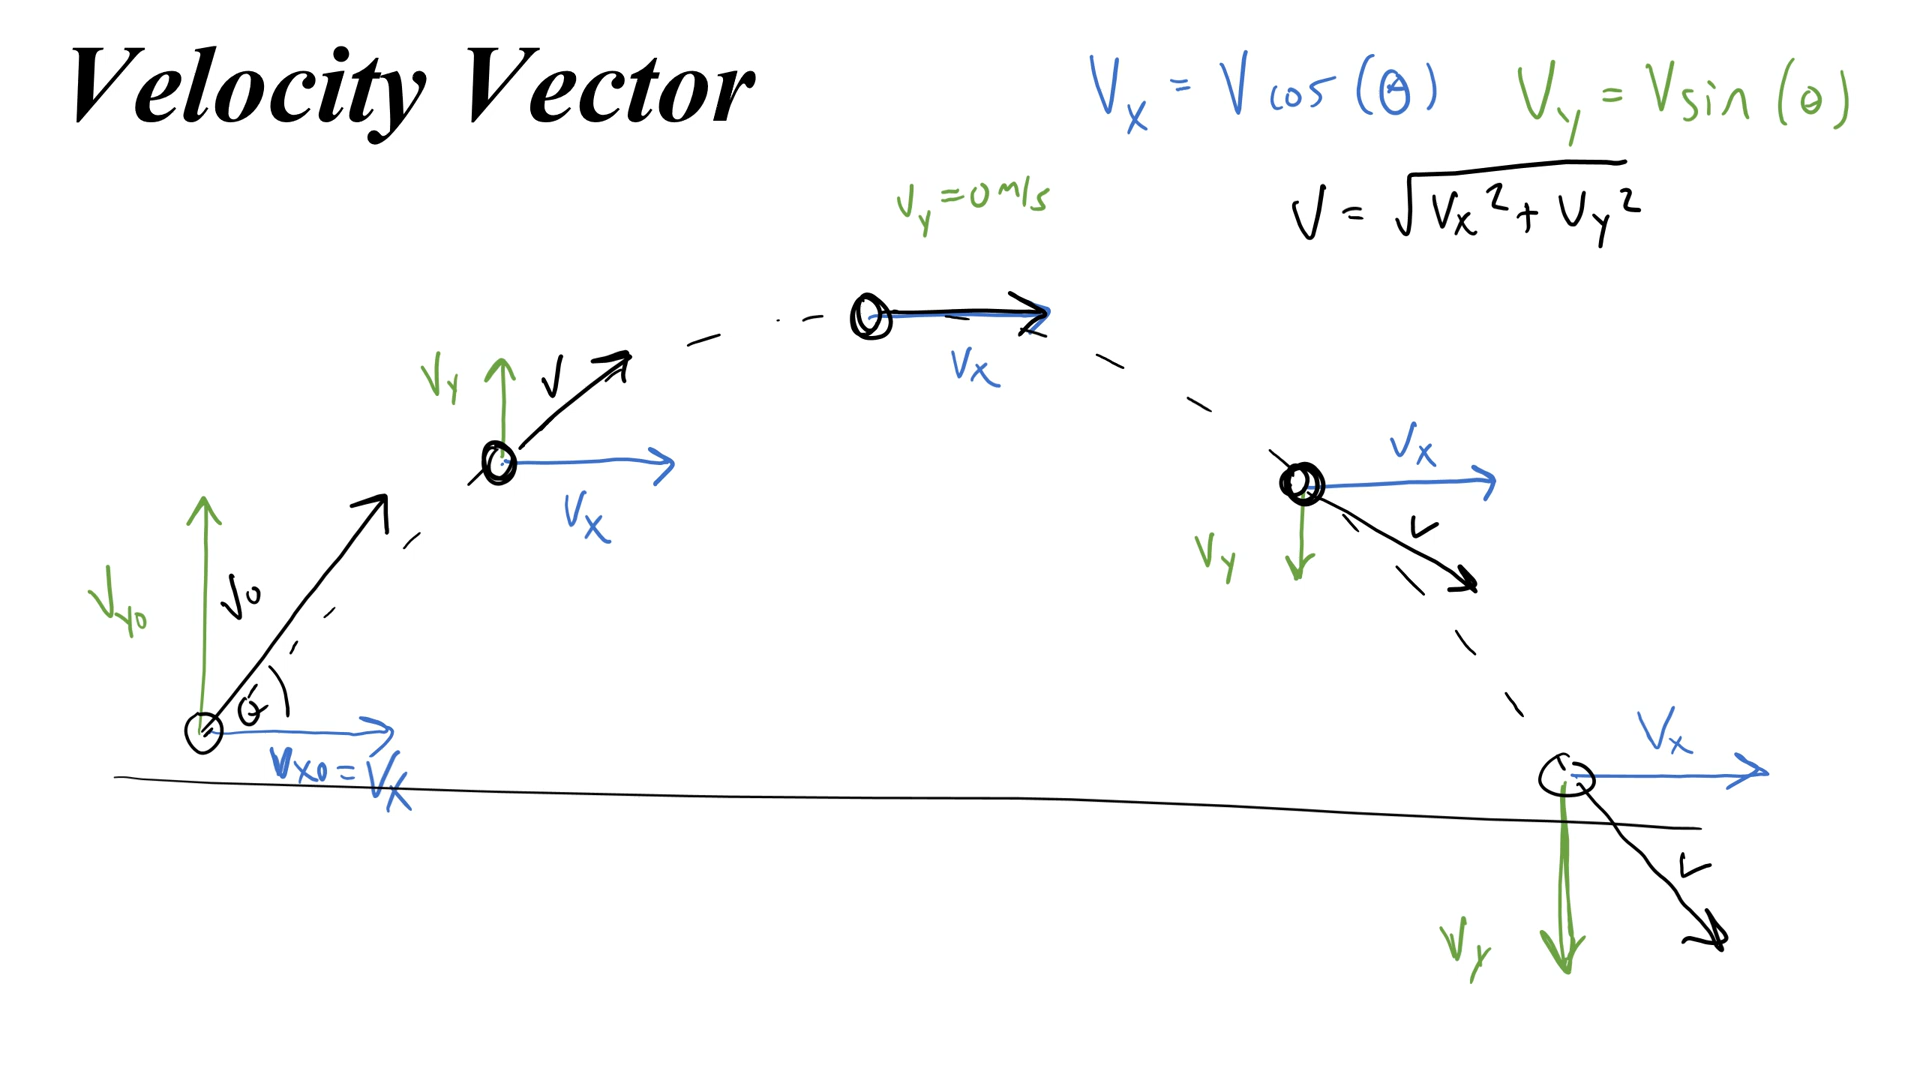 Velocity Vector
Vx = V cos (θ)
Vy = V sin (θ)
V = √Vx² + Vy²
Vy = 0 m/s
Vx
Vy
V
Vx
Vx
Vy
V
Vy0
V0
θ
Vx0 = Vx
Vx
V
Vy